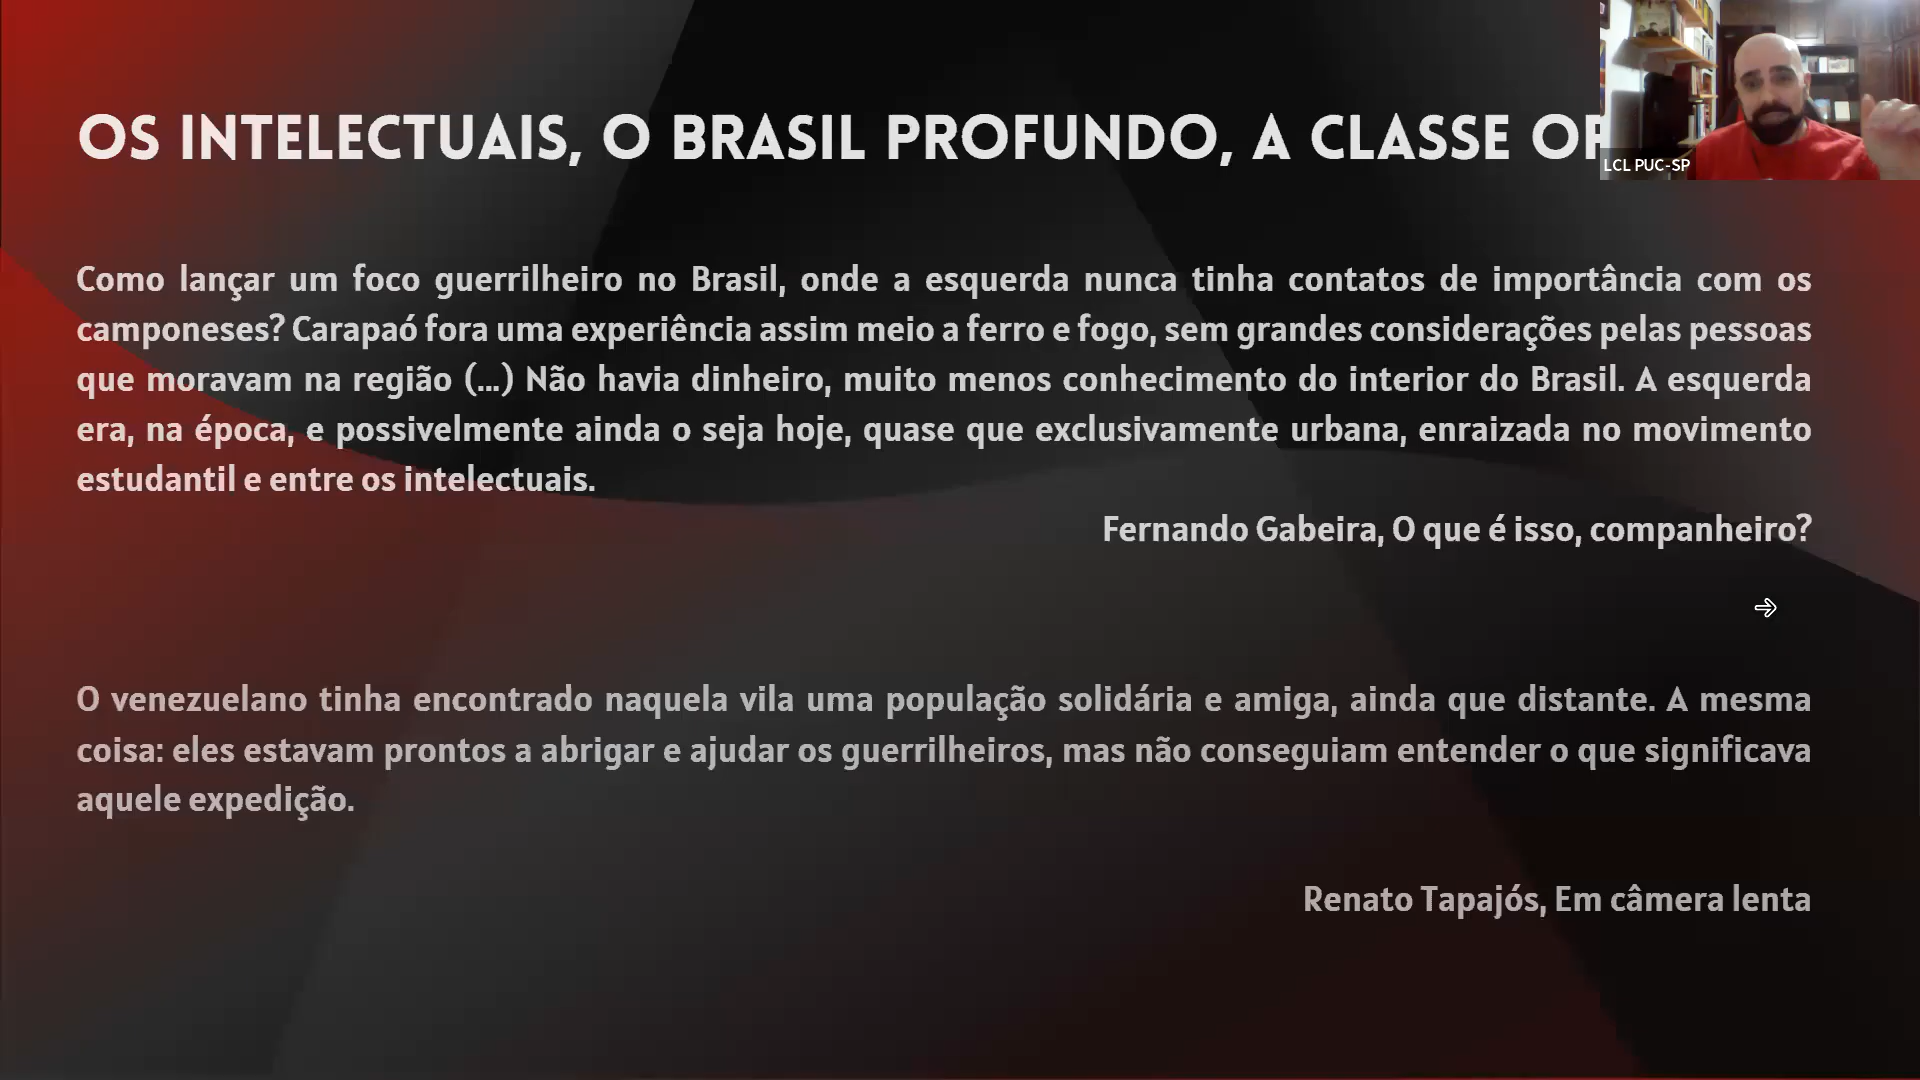 OS INTELECTUAIS, O BRASIL PROFUNDO, A CLASSE
LCL PUC-SP
Como lançar um foco guerrilheiro no Brasil, onde a esquerda nunca tinha contatos de importância com os
camponeses? Carapaó fora uma experiência assim meio a ferro e fogo, sem grandes considerações pelas pessoas
que moravam na região (...) Não havia dinheiro, muito menos conhecimento do interior do Brasil. A esquerda
era, na época, e possivelmente ainda o seja hoje, quase que exclusivamente urbana, enraizada no movimento
estudantil e entre os intelectuais.
Fernando Gabeira, O que é isso, companheiro?
O venezuelano tinha encontrado naquela vila uma população solidária e amiga, ainda que distante. A mesma
coisa: eles estavam prontos a abrigar e ajudar os guerrilheiros, mas não conseguiam entender o que significava
aquele expedição.
Renato Tapajós, Em câmera lenta